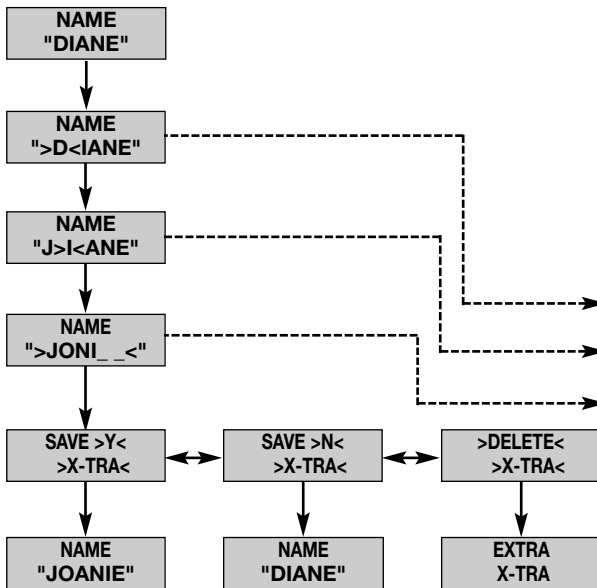 NAME
"DIANE"
NAME
">D<IANE"
NAME
"J>I<ANE"
NAME
">JONI_ _<"
SAVE >Y<
>X-TRA<
SAVE >N<
>X-TRA<
>DELETE<
>X-TRA<
NAME
"JOANIE"
NAME
"DIANE"
EXTRA
X-TRA